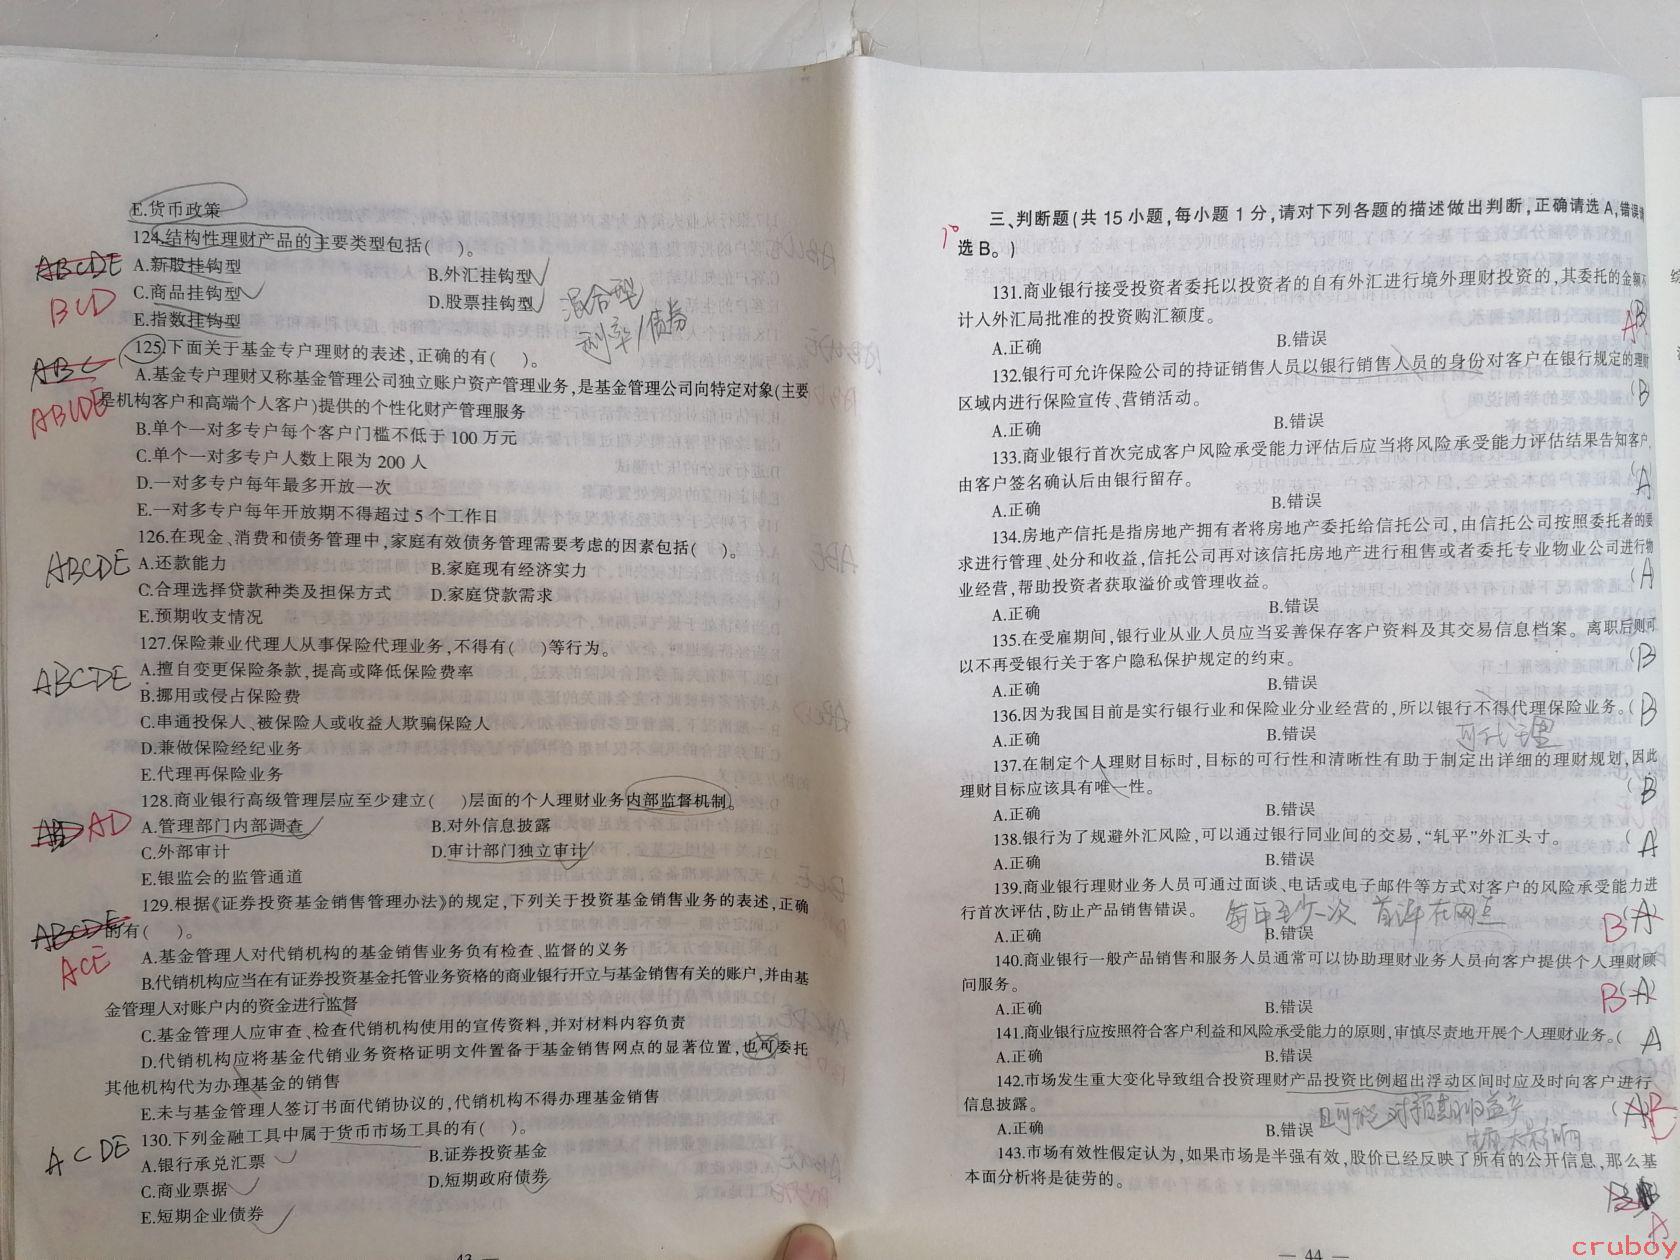 E.货币政策
124.结构性理财产品的主要类型包括(　)。
ABCDE A.新股挂钩型 B.外汇挂钩型
BCD C.商品挂钩型 D.股票挂钩型 混合型
E.指数挂钩型 利率/债券
125.下面关于基金专户理财的表述,正确的有(　)。
ABC A.基金专户理财又称基金管理公司独立账户资产管理业务,是基金管理公司向特定对象(主要
ABCDE 是机构客户和高端个人客户)提供的个性化财产管理服务
B.单个一对多专户每个客户门槛不低于 100 万元
C.单个一对多专户人数上限为 200 人
D.一对多专户每年最多开放一次
E.一对多专户每年开放期不得超过 5 个工作日
126.在现金、消费和债务管理中,家庭有效债务管理需要考虑的因素包括(　)。
ABCDE A.还款能力 B.家庭现有经济实力
C.合理选择贷款种类及担保方式 D.家庭贷款需求
E.预期收支情况
127.保险兼业代理人从事保险代理业务,不得有(　)等行为。
ABCDE A.擅自变更保险条款,提高或降低保险费率
B.挪用或侵占保险费
C.串通投保人、被保险人或收益人欺骗保险人
D.兼做保险经纪业务
E.代理再保险业务
128.商业银行高级管理层应至少建立(　)层面的个人理财业务内部监督机制。
AD A.管理部门内部调查 B.对外信息披露
C.外部审计 D.审计部门独立审计
E.银监会的监管通道
129.根据《证券投资基金销售管理办法》的规定,下列关于投资基金销售业务的表述,正确
ABCDE 的有(　)。
ACE A.基金管理人对代销机构的基金销售业务负有检查、监督的义务
B.代销机构应当在有证券投资基金托管业务资格的商业银行开立与基金销售有关的账户,并由基
金管理人对账户内的资金进行监督
C.基金管理人应审查、检查代销机构使用的宣传资料,并对材料内容负责
D.代销机构应将基金代销业务资格证明文件置备于基金销售网点的显著位置,也可委托
其他机构代为办理基金的销售
E.未与基金管理人签订书面代销协议的,代销机构不得办理基金销售
130.下列金融工具中属于货币市场工具的有(　)。
ACDE A.银行承兑汇票 B.证券投资基金
C.商业票据 D.短期政府债券
E.短期企业债券
43 —
三、判断题(共 15 小题,每小题 1 分,请对下列各题的描述做出判断,正确请选 A,错误请
选 B。)
131.商业银行接受投资者委托以投资者的自有外汇进行境外理财投资的,其委托的金额不
计人外汇局批准的投资购汇额度。 A(B
A.正确 B.错误
132.银行可允许保险公司的持证销售人员以银行销售人员的身份对客户在银行规定的理财
区域内进行保险宣传、营销活动。 (B
A.正确 B.错误
133.商业银行首次完成客户风险承受能力评估后应当将风险承受能力评估结果告知客户,
由客户签名确认后由银行留存。 (A
A.正确 B.错误
134.房地产信托是指房地产拥有者将房地产委托给信托公司,由信托公司按照委托者的要
求进行管理、处分和收益,信托公司再对该信托房地产进行租售或者委托专业物业公司进行物
业经营,帮助投资者获取溢价或管理收益。 (A
A.正确 B.错误
135.在受雇期间,银行业从业人员应当妥善保存客户资料及其交易信息档案。离职后则可
以不再受银行关于客户隐私保护规定的约束。 (B
A.正确 B.错误
136.因为我国目前是实行银行业和保险业分业经营的,所以银行不得代理保险业务。(B
A.正确 B.错误 可代理
137.在制定个人理财目标时,目标的可行性和清晰性有助于制定出详细的理财规划,因此
理财目标应该具有唯一性。 (B
A.正确 B.错误
138.银行为了规避外汇风险,可以通过银行同业间的交易,“轧平”外汇头寸。(A
A.正确 B.错误
139.商业银行理财业务人员可通过面谈、电话或电子邮件等方式对客户的风险承受能力进
行首次评估,防止产品销售错误。 每年至少一次 首次在网点 B(A)
A.正确 B.错误
140.商业银行一般产品销售和服务人员通常可以协助理财业务人员向客户提供个人理财顾
问服务。 B(A)
A.正确 B.错误
141.商业银行应按照符合客户利益和风险承受能力的原则,审慎尽责地开展个人理财业务。( A
A.正确 B.错误
142.市场发生重大变化导致组合投资理财产品投资比例超出浮动区间时应及时向客户进行
信息披露。 且可能对预期收益产
A.正确 B.错误 生重大影响
143.市场有效性假定认为,如果市场是半强有效,股价已经反映了所有的公开信息,那么基
本面分析将是徒劳的。
A
— 44 —
cruboy